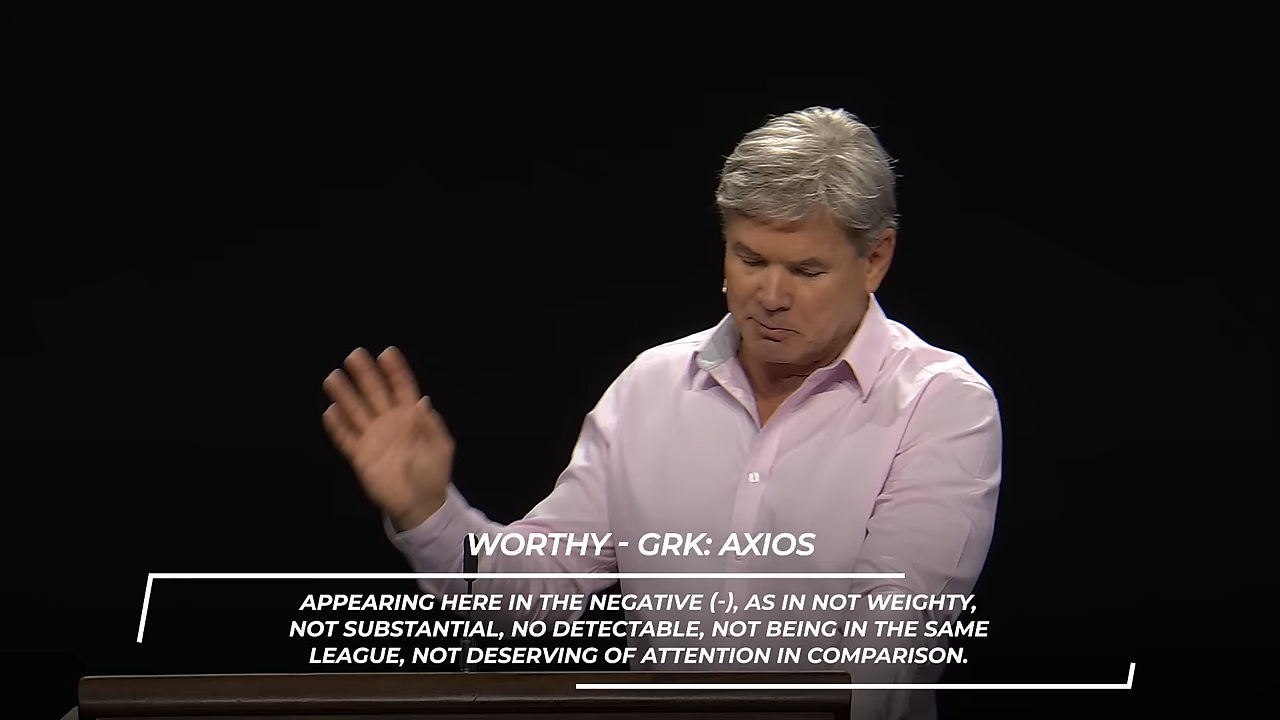 WORTHY - GRK: AXIOS
APPEARING HERE IN THE NEGATIVE (-), AS IN NOT WEIGHTY,
NOT SUBSTANTIAL, NO DETECTABLE, NOT BEING IN THE SAME
LEAGUE, NOT DESERVING OF ATTENTION IN COMPARISON.